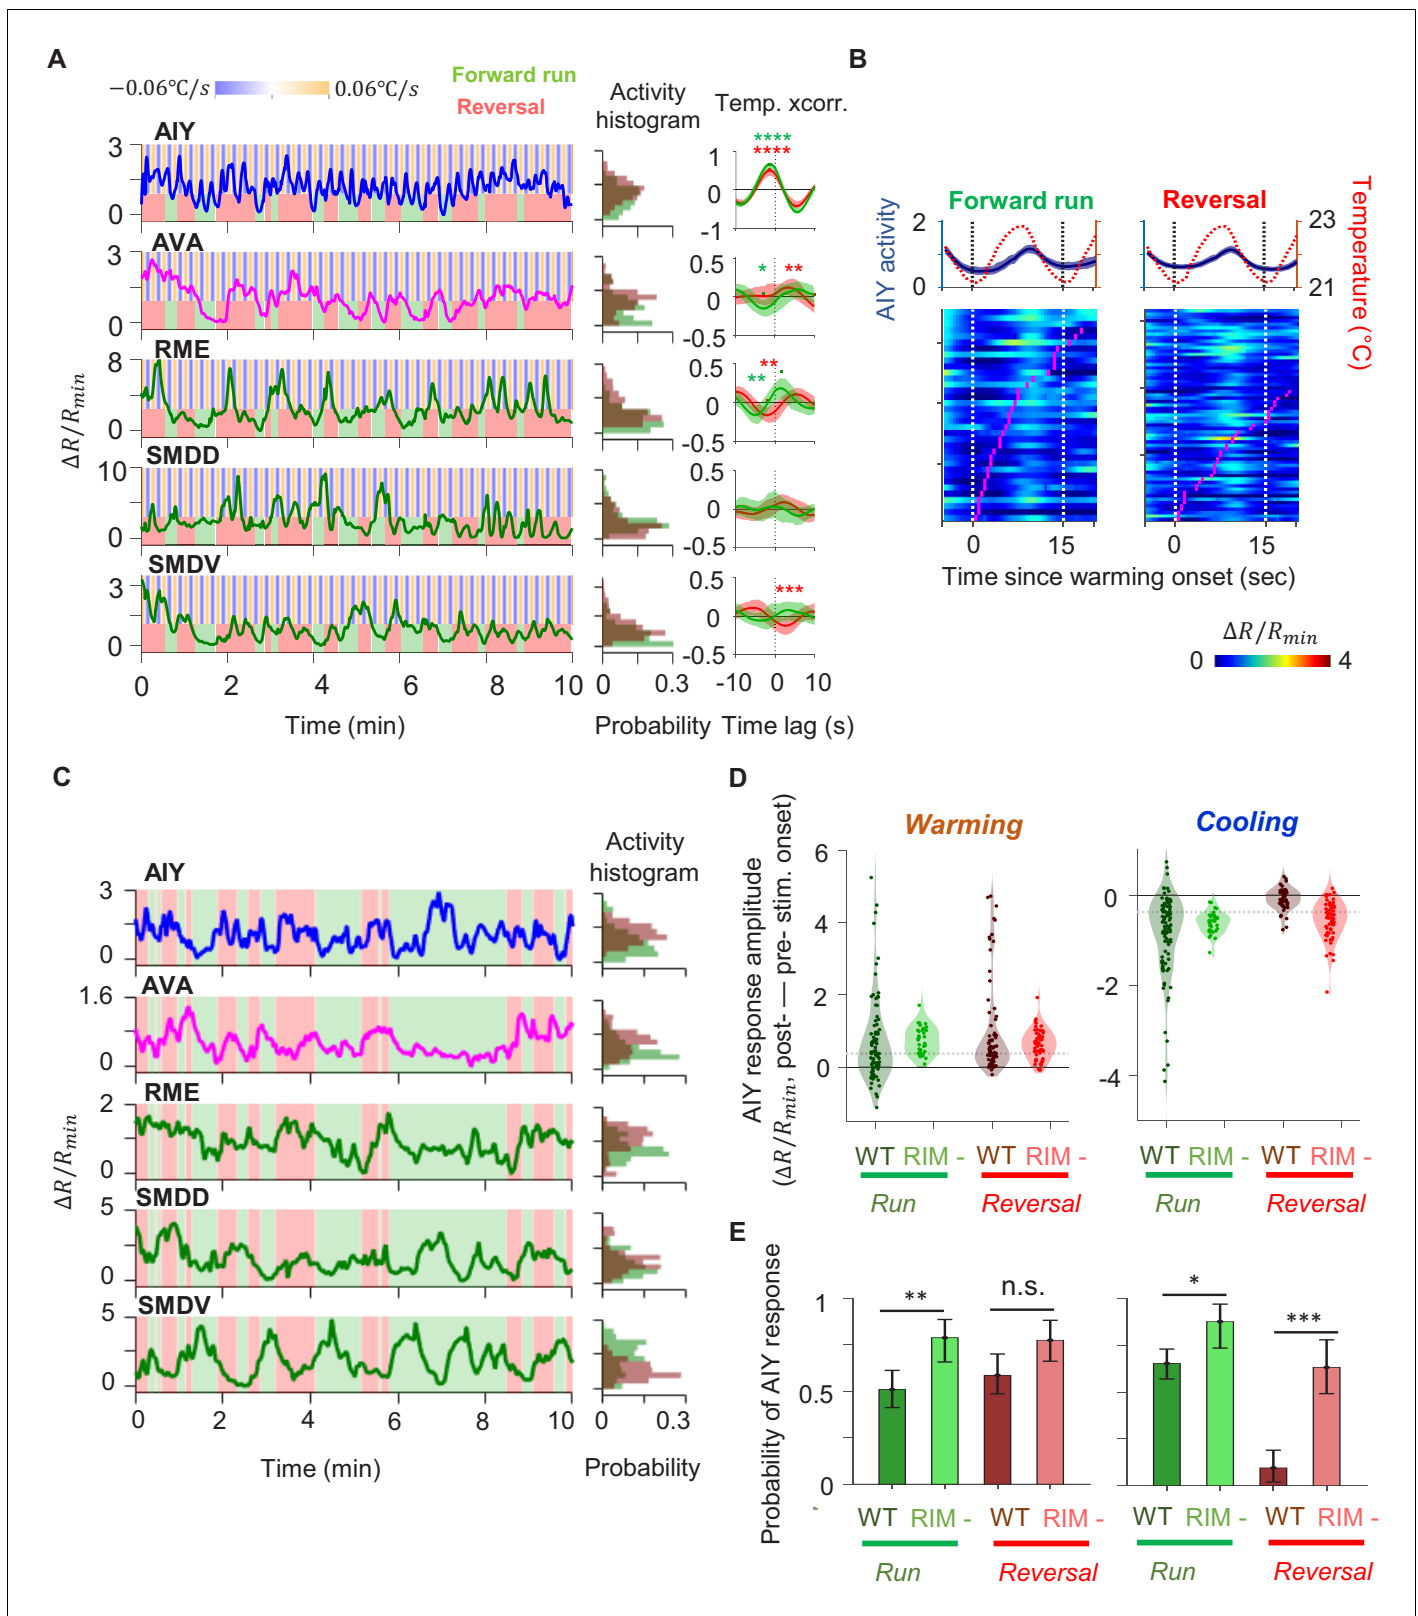 A
−0.06°C/s
0.06°C/s
Forward run
Reversal
Activity
histogram
Temp. xcorr.
AIY
3
0
****
****
1
0
-1
AVA
3
0
*
**
0.5
0
-0.5
RME
8
0
**
**
0.5
0
-0.5
SMDD
10
0
0.5
0
-0.5
SMDV
3
0
***
0.5
0
-0.5
ΔR/Rmin
0 2 4 6 8 10
0 0.3
-10 0 10
Time (min)
Probability
Time lag (s)
B
Forward run
Reversal
AIY activity
2
1
0
23
22
21
Temperature (°C)
0 15
0 15
Time since warming onset (sec)
ΔR/Rmin
0 4
C
Activity
histogram
AIY
3
0
AVA
1.6
0
RME
2
0
SMDD
5
0
SMDV
5
0
ΔR/Rmin
0 2 4 6 8 10
0 0.3
Time (min)
Probability
D
Warming
Cooling
AIY response amplitude
(ΔR/Rmin, post- — pre- stim. onset)
6
4
2
0
0
-2
-4
WT RIM - WT RIM -
Run Reversal
WT RIM - WT RIM -
Run Reversal
E
Probability of AIY response
1
0.5
0
**
n.s.
*
***
WT RIM - WT RIM -
Run Reversal
WT RIM - WT RIM -
Run Reversal